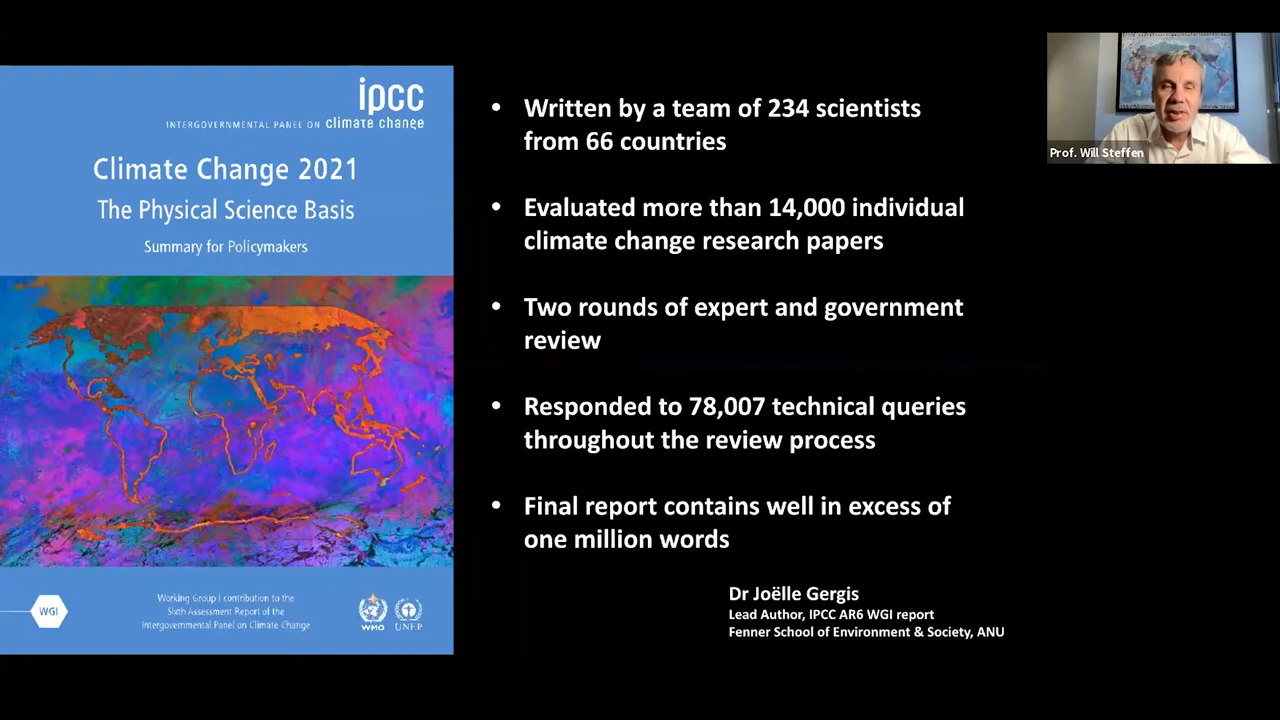 ipcc
INTERGOVERNMENTAL PANEL ON climate change
Climate Change 2021
The Physical Science Basis
Summary for Policymakers
WGI
Working Group I contribution to the
Sixth Assessment Report of the
Intergovernmental Panel on Climate Change
WMO
UNEP
• Written by a team of 234 scientists
from 66 countries
• Evaluated more than 14,000 individual
climate change research papers
• Two rounds of expert and government
review
• Responded to 78,007 technical queries
throughout the review process
• Final report contains well in excess of
one million words
Dr Joëlle Gergis
Lead Author, IPCC AR6 WGI report
Fenner School of Environment & Society, ANU
Prof. Will Steffen